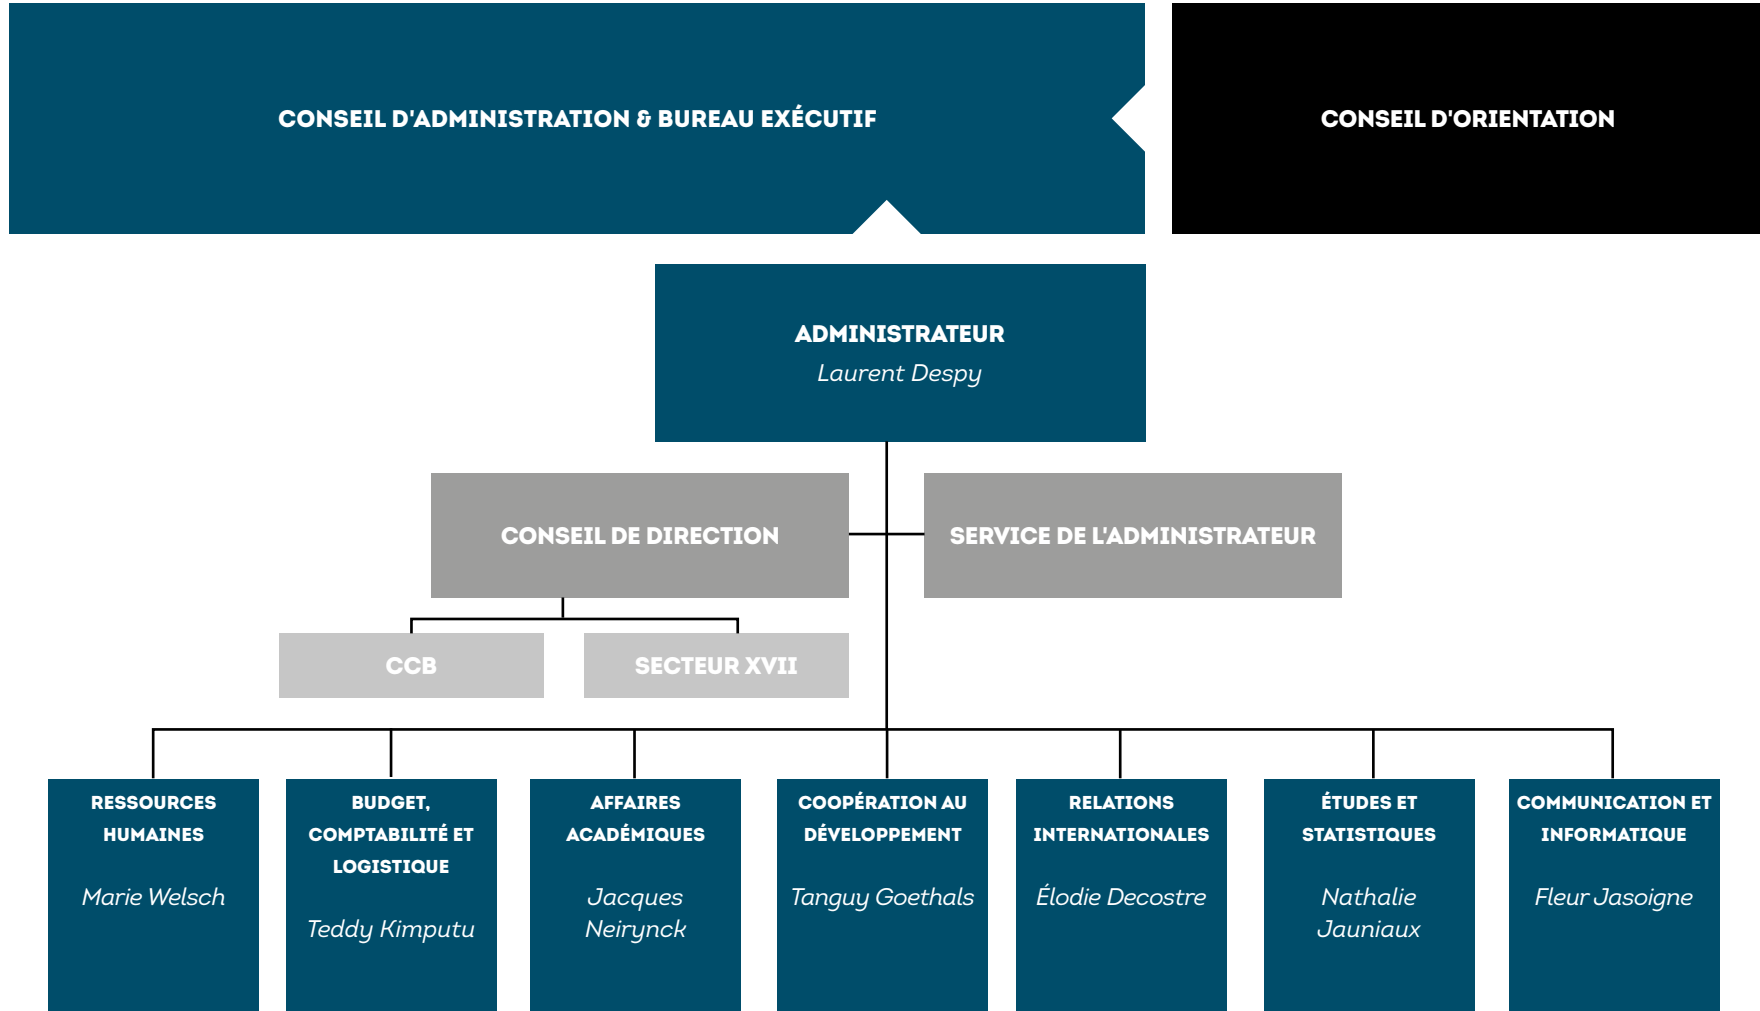 CONSEIL D'ADMINISTRATION & BUREAU EXÉCUTIF
CONSEIL D'ORIENTATION
ADMINISTRATEUR
Laurent Despy
CONSEIL DE DIRECTION
SERVICE DE L'ADMINISTRATEUR
CCB
SECTEUR XVII
RESSOURCES
HUMAINES
Marie Welsch
BUDGET,
COMPTABILITÉ ET
LOGISTIQUE
Teddy Kimputu
AFFAIRES
ACADÉMIQUES
Jacques
Neirynck
COOPÉRATION AU
DÉVELOPPEMENT
Tanguy Goethals
RELATIONS
INTERNATIONALES
Élodie Decostre
ÉTUDES ET
STATISTIQUES
Nathalie
Jauniaux
COMMUNICATION ET
INFORMATIQUE
Fleur Jasoigne